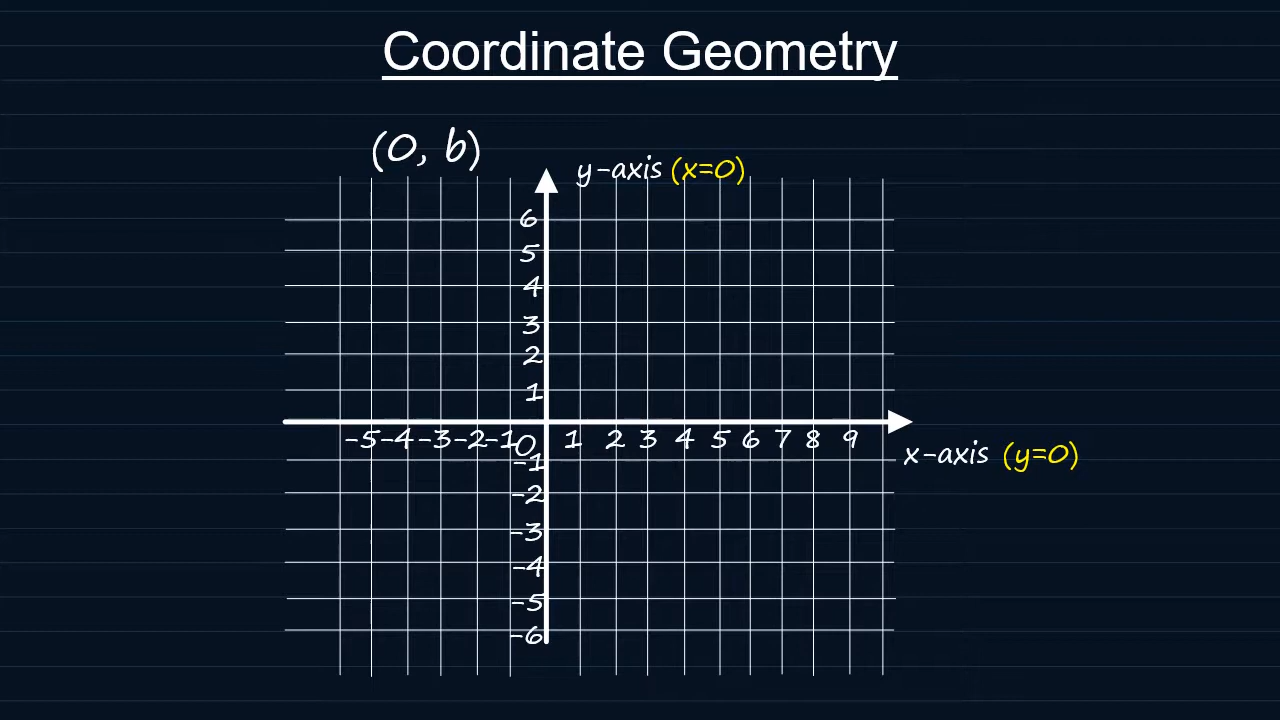 Coordinate Geometry
(0, b)
y-axis (x=0)
6
5
4
3
2
1
-5 -4 -3 -2 -1 0 1 2 3 4 5 6 7 8 9
x-axis (y=0)
-1
-2
-3
-4
-5
-6